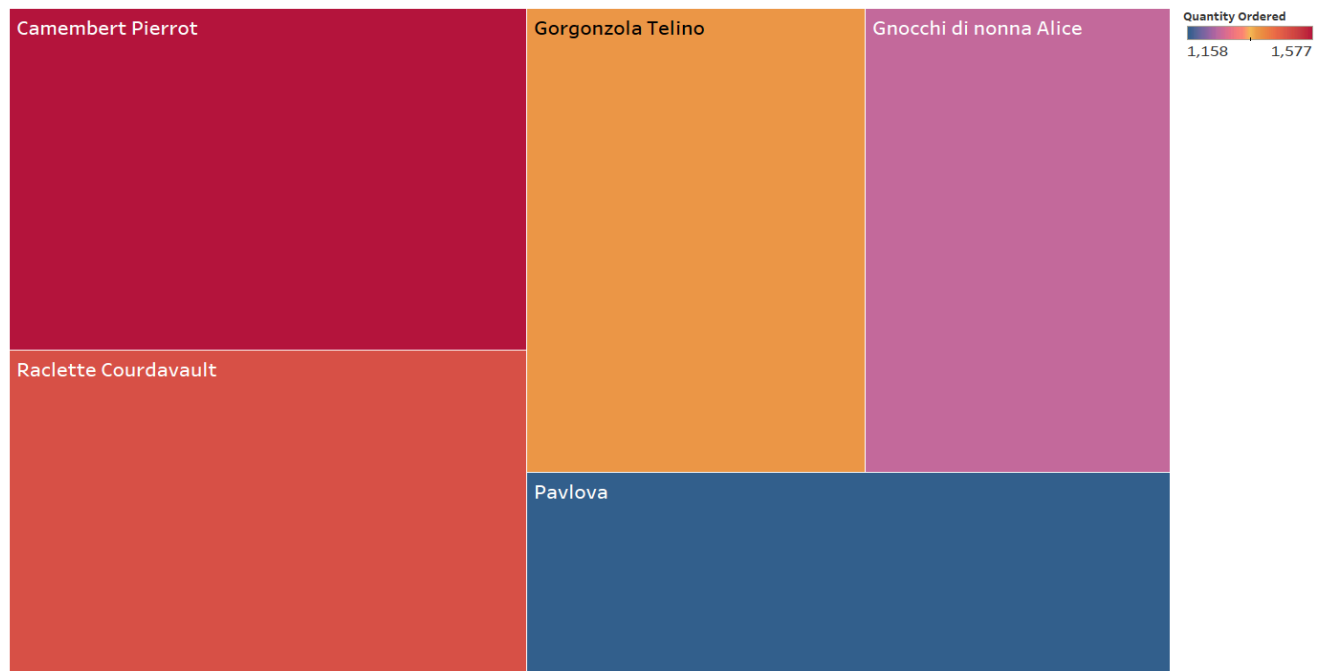 Camembert Pierrot
Gorgonzola Telino
Gnocchi di nonna Alice
Quantity Ordered
1,158 1,577
Raclette Courdavault
Pavlova